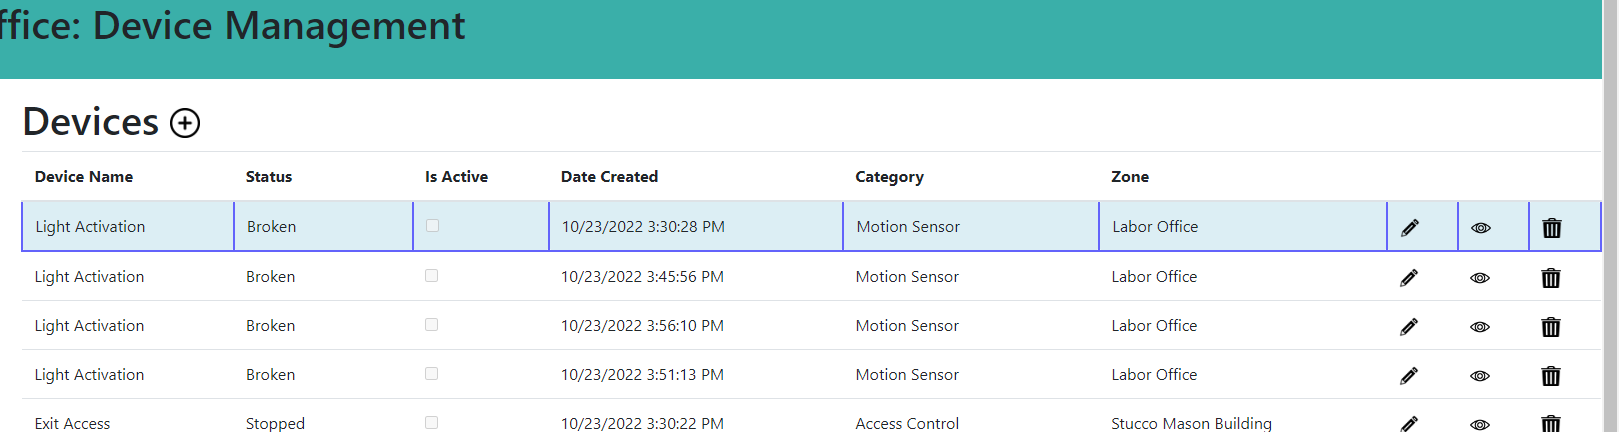 ffice: Device Management
Devices
Device Name Status Is Active Date Created Category Zone
Light Activation Broken 10/23/2022 3:30:28 PM Motion Sensor Labor Office
Light Activation Broken 10/23/2022 3:45:56 PM Motion Sensor Labor Office
Light Activation Broken 10/23/2022 3:56:10 PM Motion Sensor Labor Office
Light Activation Broken 10/23/2022 3:51:13 PM Motion Sensor Labor Office
Exit Access Stopped 10/23/2022 3:30:22 PM Access Control Stucco Mason Building